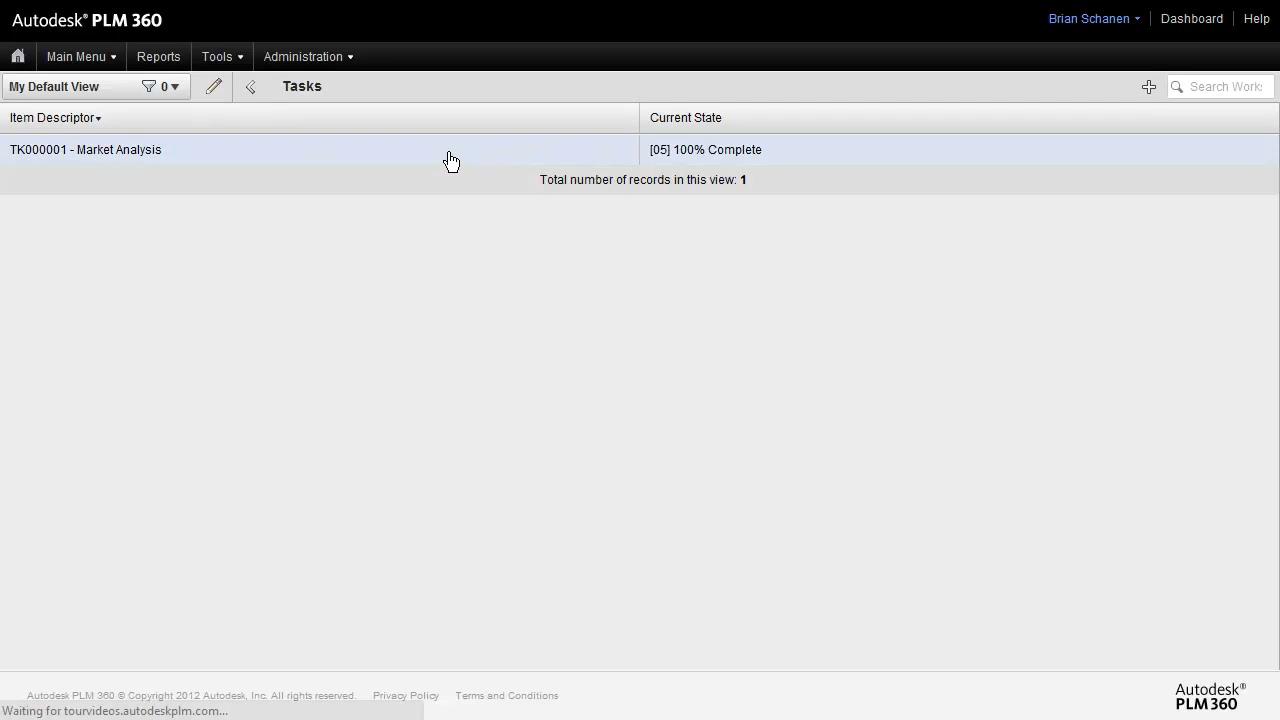 Autodesk® PLM 360
Brian Schanen Dashboard Help
Main Menu Reports Tools Administration
My Default View 0 Tasks
Item Descriptor Current State
TK000001 - Market Analysis [05] 100% Complete
Total number of records in this view: 1
Autodesk PLM 360 © Copyright 2012 Autodesk, Inc. All rights reserved. Privacy Policy Terms and Conditions
Autodesk®
PLM 360
Waiting for tourvideos.autodeskplm.com...